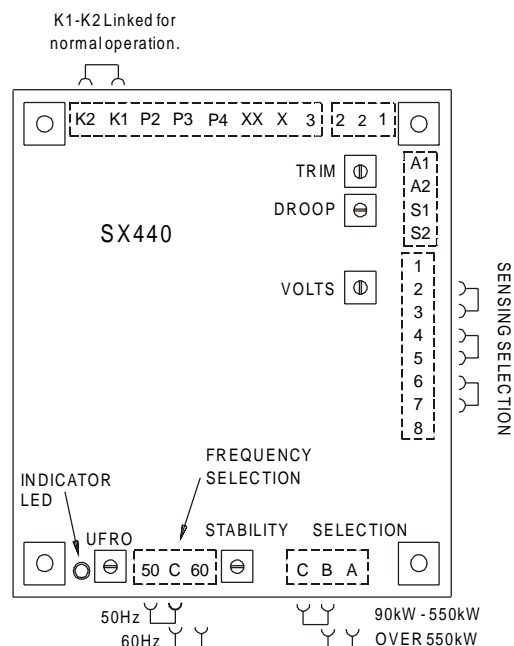 K1-K2 Linked for
normal operation.
K2 K1 P2 P3 P4 XX X 3 2 2 1
TRIM
DROOP
A1
A2
S1
S2
SX440
VOLTS
1
2
3
4
5
6
7
8
SENSING SELECTION
FREQUENCY
SELECTION
INDICATOR
LED
UFRO
STABILITY SELECTION
50 C 60
C B A
50Hz
60Hz
90kW - 550kW
OVER 550kW